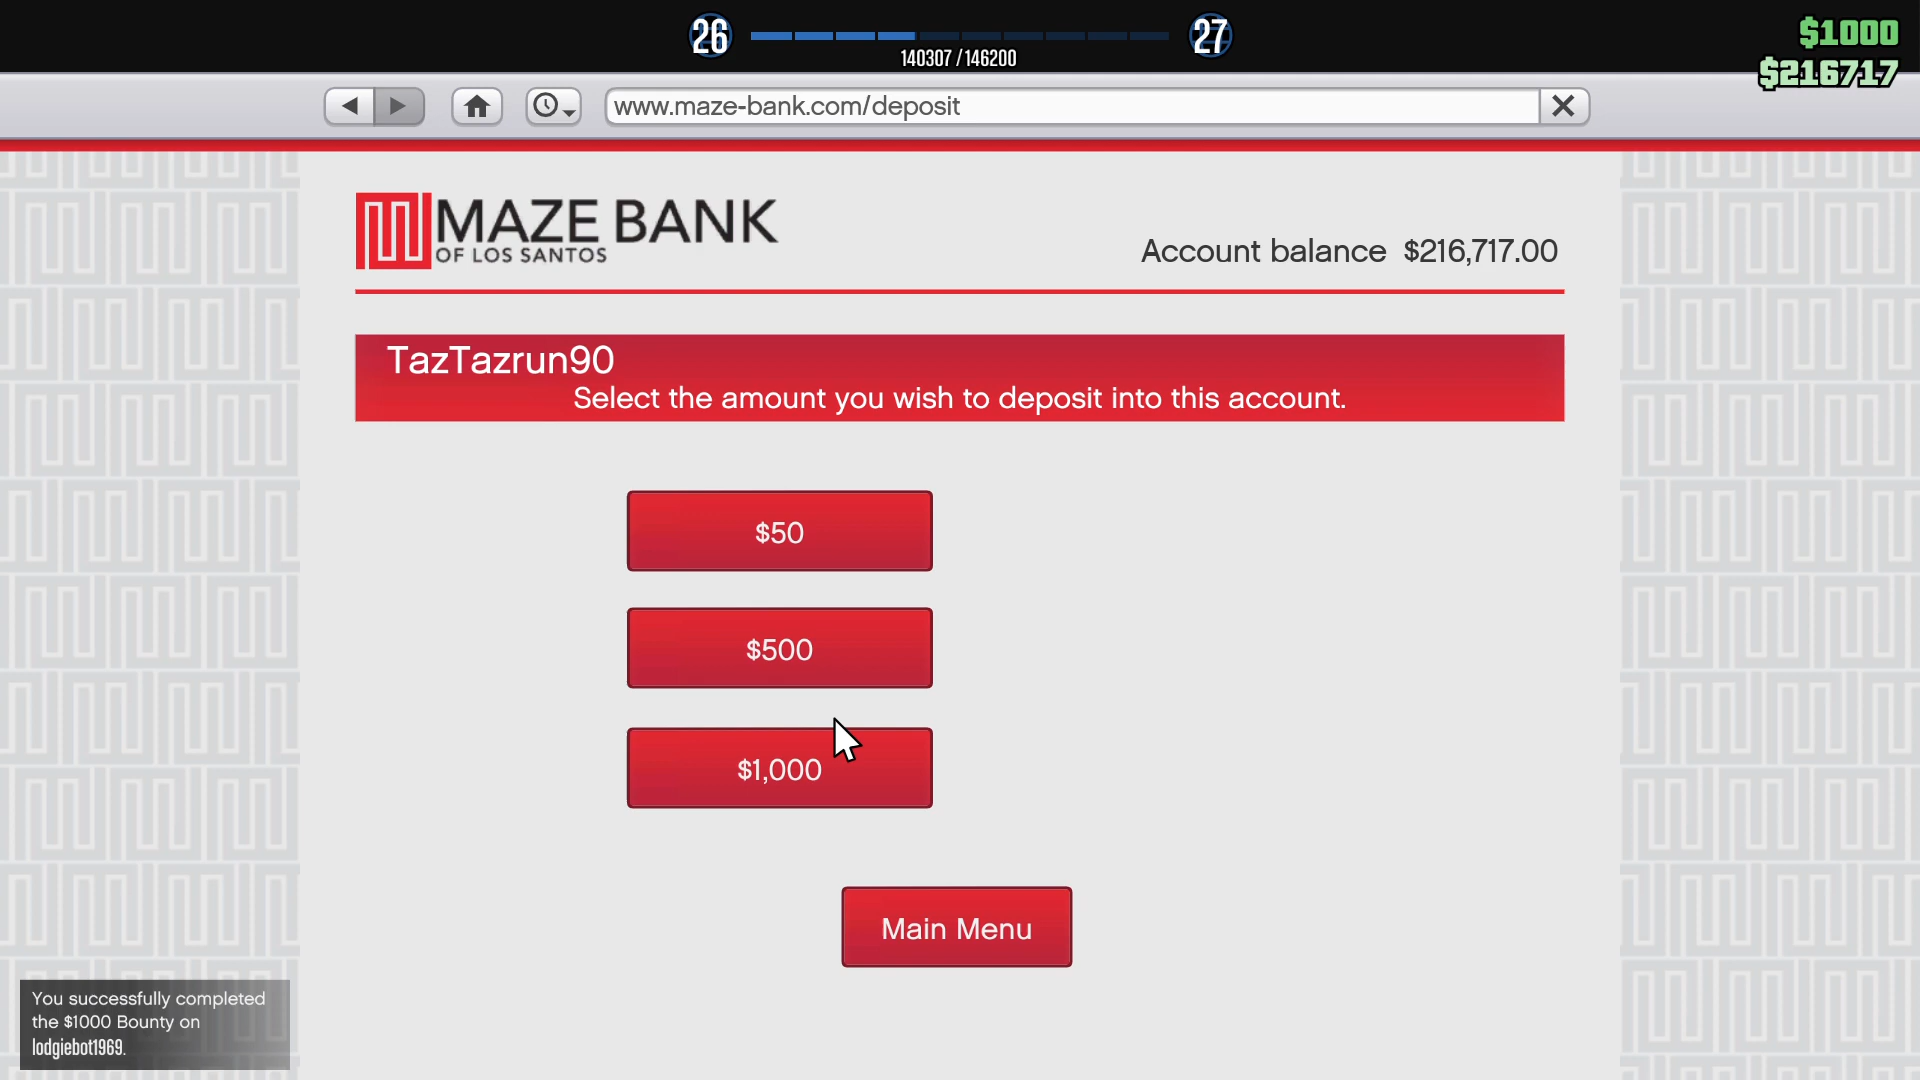 26
27
140307 / 146200
$1000
$216717
www.maze-bank.com/deposit
MAZE BANK
OF LOS SANTOS
Account balance $216,717.00
TazTazrun90
Select the amount you wish to deposit into this account.
$50
$500
$1,000
Main Menu
You successfully completed
the $1000 Bounty on
lodgiebot1969.